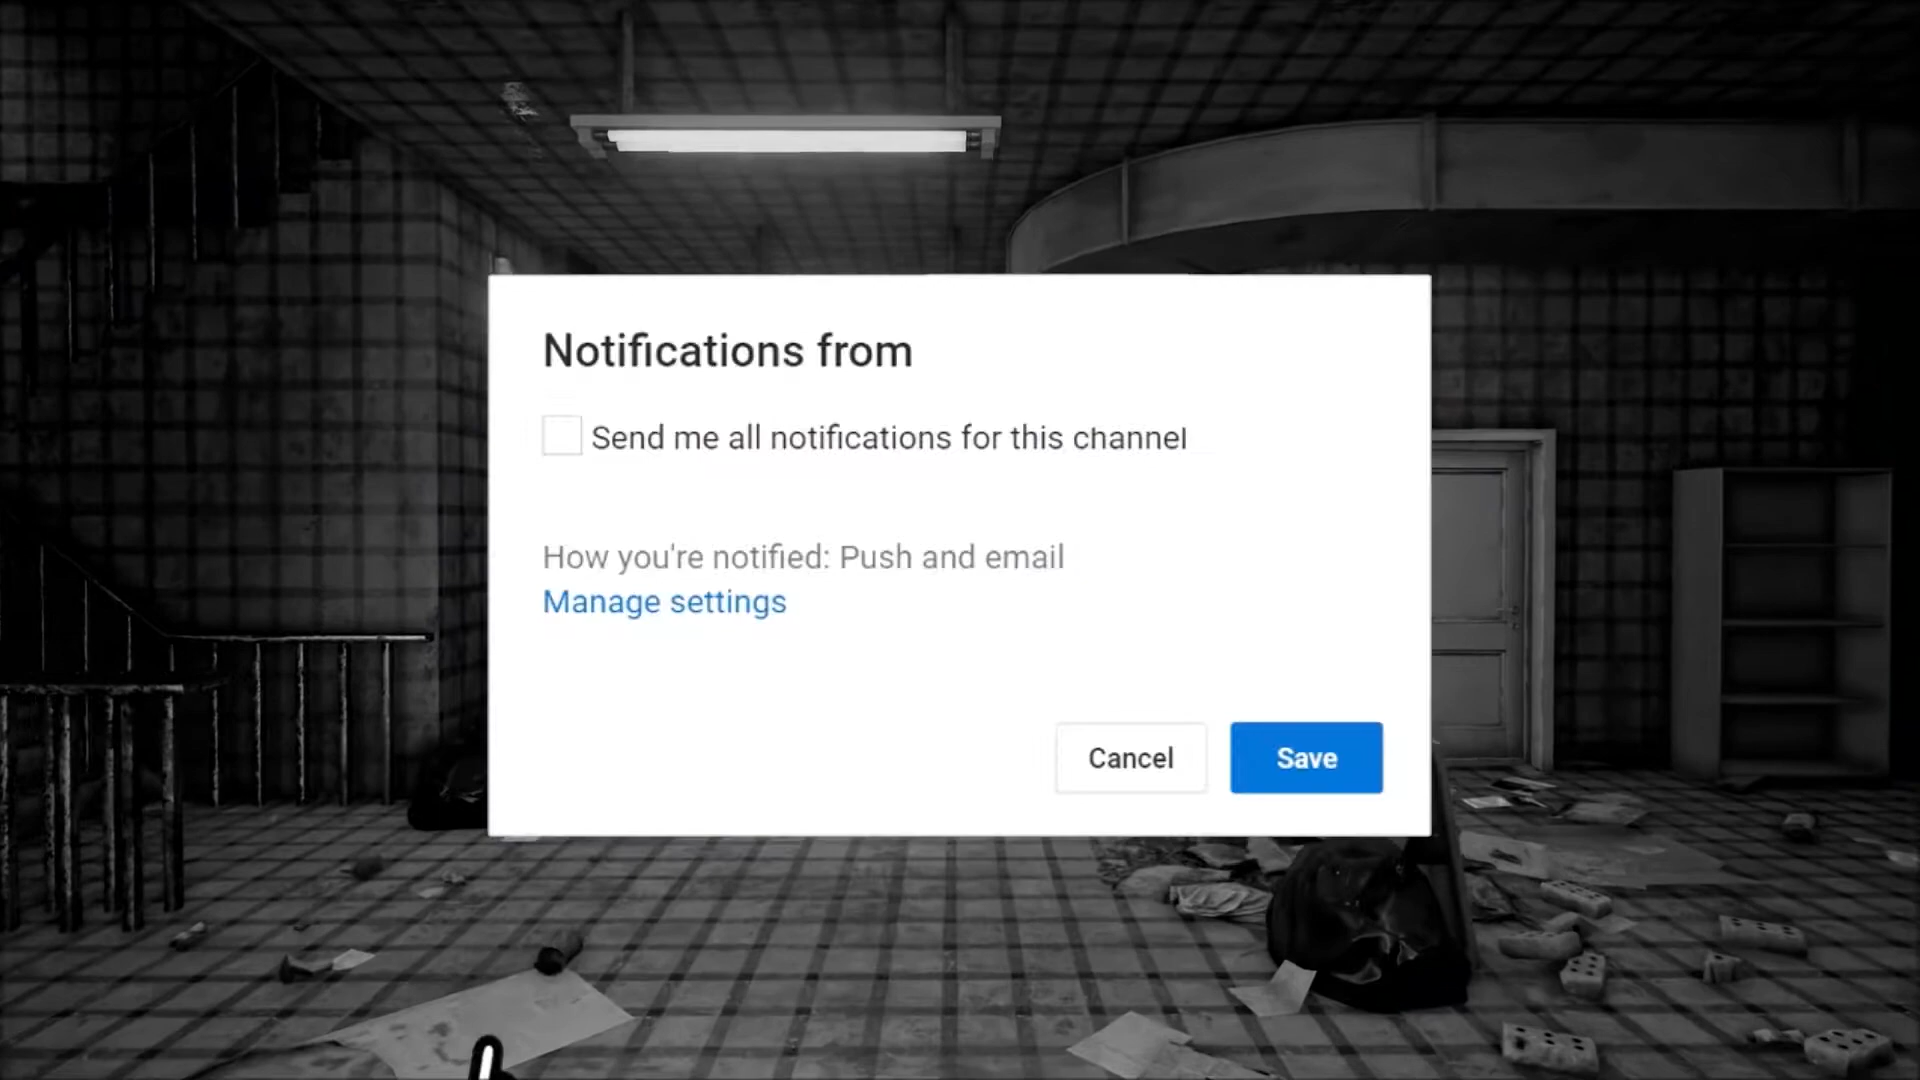 Notifications from
Send me all notifications for this channel
How you're notified: Push and email
Manage settings
Cancel
Save